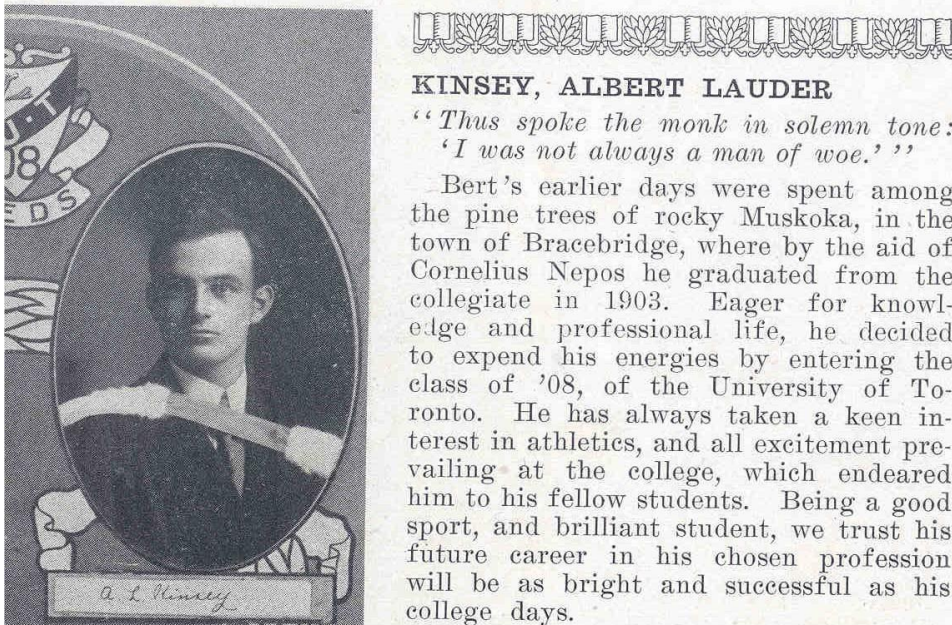 U·T
08
EDS
A L Kinsey
KINSEY, ALBERT LAUDER
"Thus spoke the monk in solemn tone:
'I was not always a man of woe.' "
Bert's earlier days were spent among
the pine trees of rocky Muskoka, in the
town of Bracebridge, where by the aid of
Cornelius Nepos he graduated from the
collegiate in 1903. Eager for knowl-
edge and professional life, he decided
to expend his energies by entering the
class of '08, of the University of To-
ronto. He has always taken a keen in-
terest in athletics, and all excitement pre-
vailing at the college, which endeared
him to his fellow students. Being a good
sport, and brilliant student, we trust his
future career in his chosen profession
will be as bright and successful as his
college days.